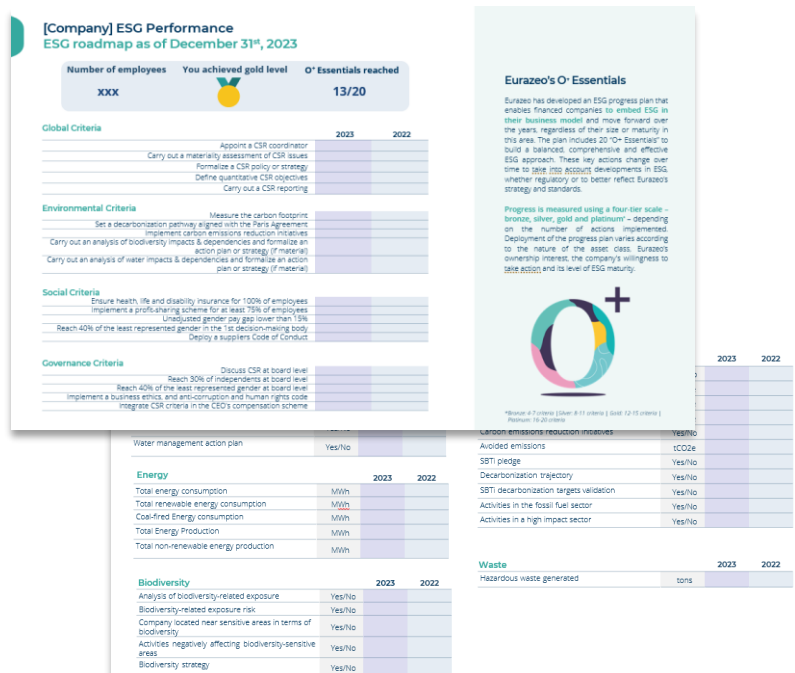 [Company] ESG Performance
ESG roadmap as of December 31st, 2023
Number of employees
You achieved gold level
O+ Essentials reached
xxx
13/20
Global Criteria
2023
2022
Appoint a CSR coordinator
Carry out a materiality assessment of CSR issues
Formalize a CSR policy or strategy
Define quantitative CSR objectives
Carry out a CSR reporting
Environmental Criteria
Measure the carbon footprint
Set a decarbonization pathway aligned with the Paris Agreement
Implement carbon emissions reduction initiatives
Carry out an analysis of biodiversity impacts & dependencies and formalize an
action plan or strategy (if material)
Carry out an analysis of water impacts & dependencies and formalize an action
plan or strategy (if material)
Social Criteria
Ensure health, life and disability insurance for 100% of employees
Implement a profit-sharing scheme for at least 75% of employees
Unadjusted gender pay gap lower than 15%
Reach 40% of the least represented gender in the 1st decision-making body
Deploy a suppliers Code of Conduct
Governance Criteria
Discuss CSR at board level
Reach 30% of independents at board level
Reach 40% of the least represented gender at board level
Implement a business ethics, and anti-corruption and human rights code
Integrate CSR criteria in the CEO's compensation scheme
Eurazeo's O+ Essentials
Eurazeo has developed an ESG progress plan that
enables financed companies to embed ESG in
their business model and move forward over
the years, regardless of their size or maturity in
this area. The plan includes 20 "O+ Essentials" to
build a balanced, comprehensive and effective
ESG approach. These key actions change over
time to take into account developments in ESG,
whether regulatory or to better reflect Eurazeo's
strategy and standards.
Progress is measured using a four-tier scale –
bronze, silver, gold and platinum* – depending
on the number of actions implemented.
Deployment of the progress plan varies according
to the nature of the asset class. Eurazeo's
ownership interest, the company's willingness to
take action and its level of ESG maturity.
O+
*Bronze: 4-7 criteria | Silver: 8-11 criteria | Gold: 12-15 criteria |
Platinum: 16-20 criteria
Water management action plan
Yes/No
Energy
2023
2022
Total energy consumption
MWh
Total renewable energy consumption
MWh
Coal-fired Energy consumption
MWh
Total Energy Production
MWh
Total non-renewable energy production
MWh
Biodiversity
2023
2022
Analysis of biodiversity-related exposure
Yes/No
Biodiversity-related exposure risk
Yes/No
Company located near sensitive areas in terms of
biodiversity
Yes/No
Activities negatively affecting biodiversity-sensitive
areas
Yes/No
Biodiversity strategy
Yes/No
2023
2022
Carbon emissions reduction initiatives
Yes/No
Avoided emissions
tCO2e
SBTi pledge
Yes/No
Decarbonization trajectory
Yes/No
SBTi decarbonization targets validation
Yes/No
Activities in the fossil fuel sector
Yes/No
Activities in a high impact sector
Yes/No
Waste
2023
2022
Hazardous waste generated
tons